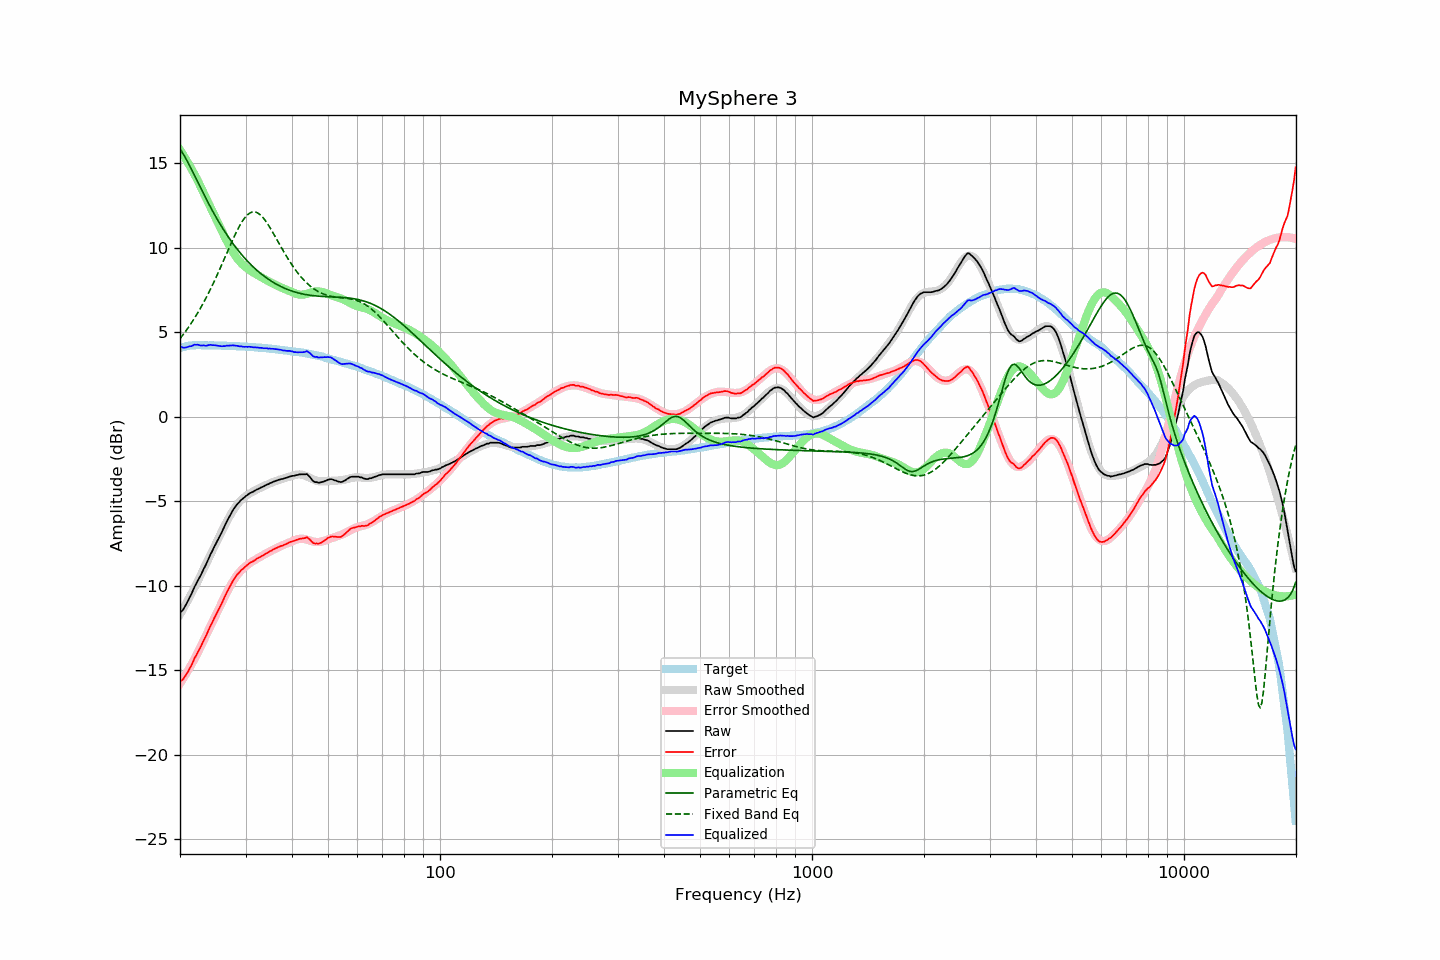 MySphere 3
Amplitude (dBr)
15
10
5
0
−5
−10
−15
−20
−25
Target
Raw Smoothed
Error Smoothed
Raw
Error
Equalization
Parametric Eq
Fixed Band Eq
Equalized
100
1000
10000
Frequency (Hz)